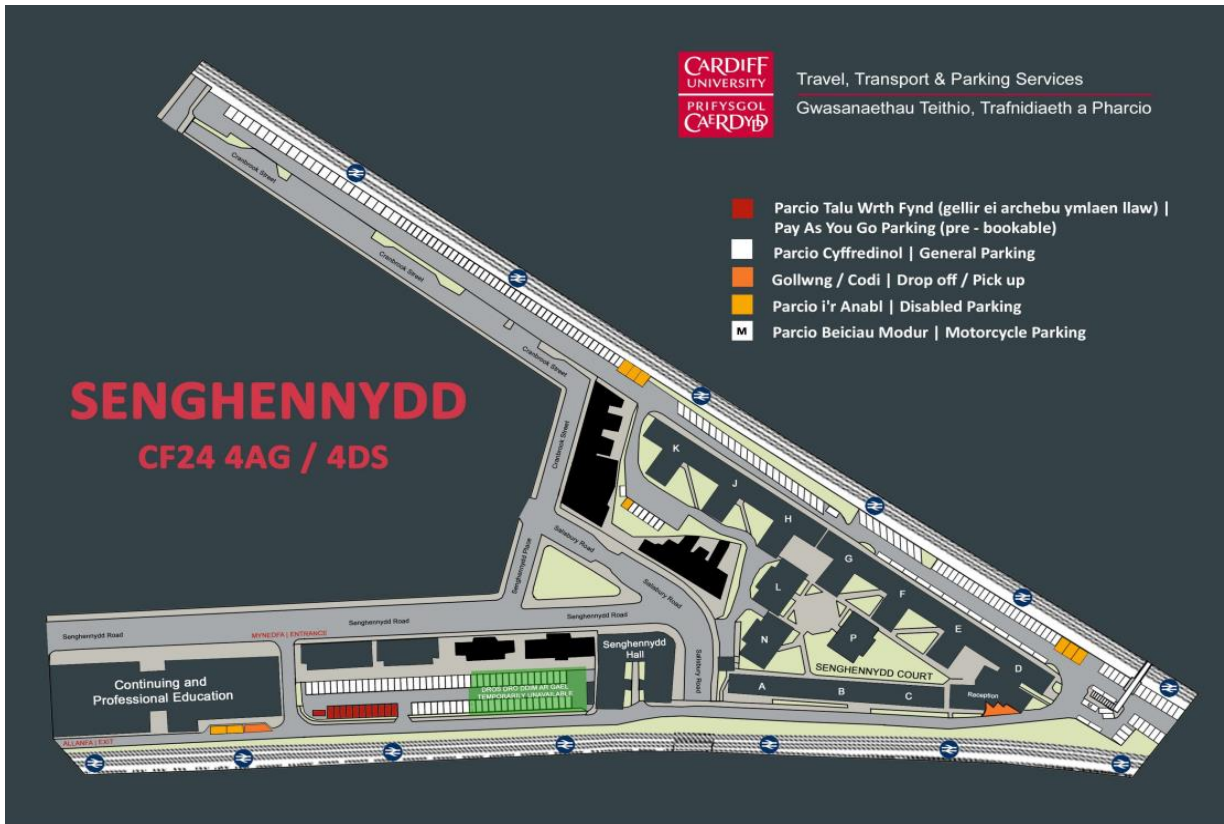 CARDIFF
UNIVERSITY
PRIFYSGOL
CAERDYDD
Travel, Transport & Parking Services
Gwasanaethau Teithio, Trafnidiaeth a Pharcio
Parcio Talu Wrth Fynd (gellir ei archebu ymlaen llaw) |
Pay As You Go Parking (pre - bookable)
Parcio Cyffredinol | General Parking
Gollwng / Codi | Drop off / Pick up
Parcio i'r Anabl | Disabled Parking
M
Parcio Beiciau Modur | Motorcycle Parking
SENGHENNYDD
CF24 4AG / 4DS
Cranbrook Street
Cranbrook Street
Cranbrook Street
Cranbrook Street
Salisbury Road
Salisbury Road
Salisbury Road
Senghennydd Place
Senghennydd Road
Senghennydd Road
Senghennydd Road
MYNEDFA | ENTRANCE
ALLANFA | EXIT
Continuing and
Professional Education
DROS DRO DDIM AR GAEL
TEMPORARILY UNAVAILABLE
Senghennydd
Hall
K
J
H
G
F
E
D
L
N
P
SENGHENNYDD COURT
A
B
C
Reception